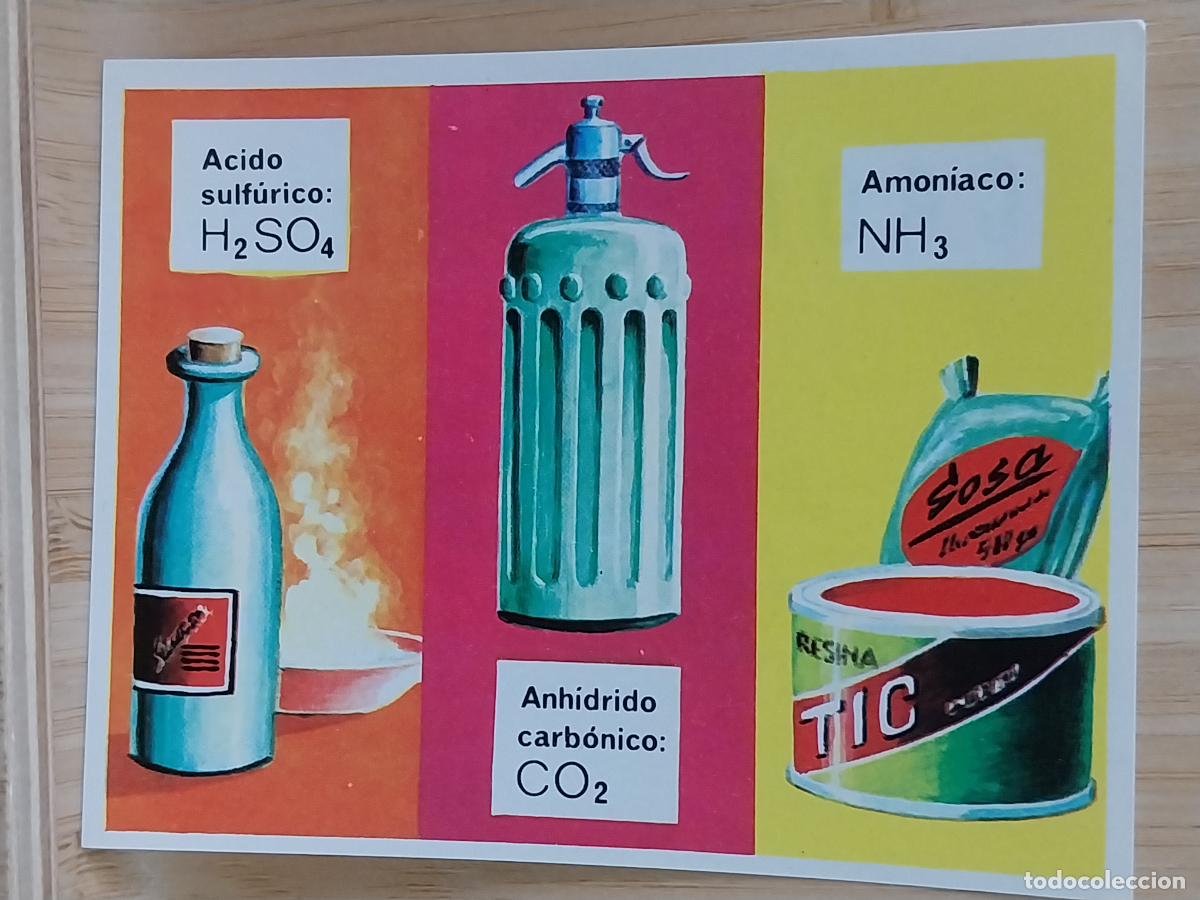 Acido
sulfúrico:
H₂SO₄
Anhídrido
carbónico:
CO₂
Amoníaco:
NH₃
Sosa
RESINA
TIC
todocoleccion